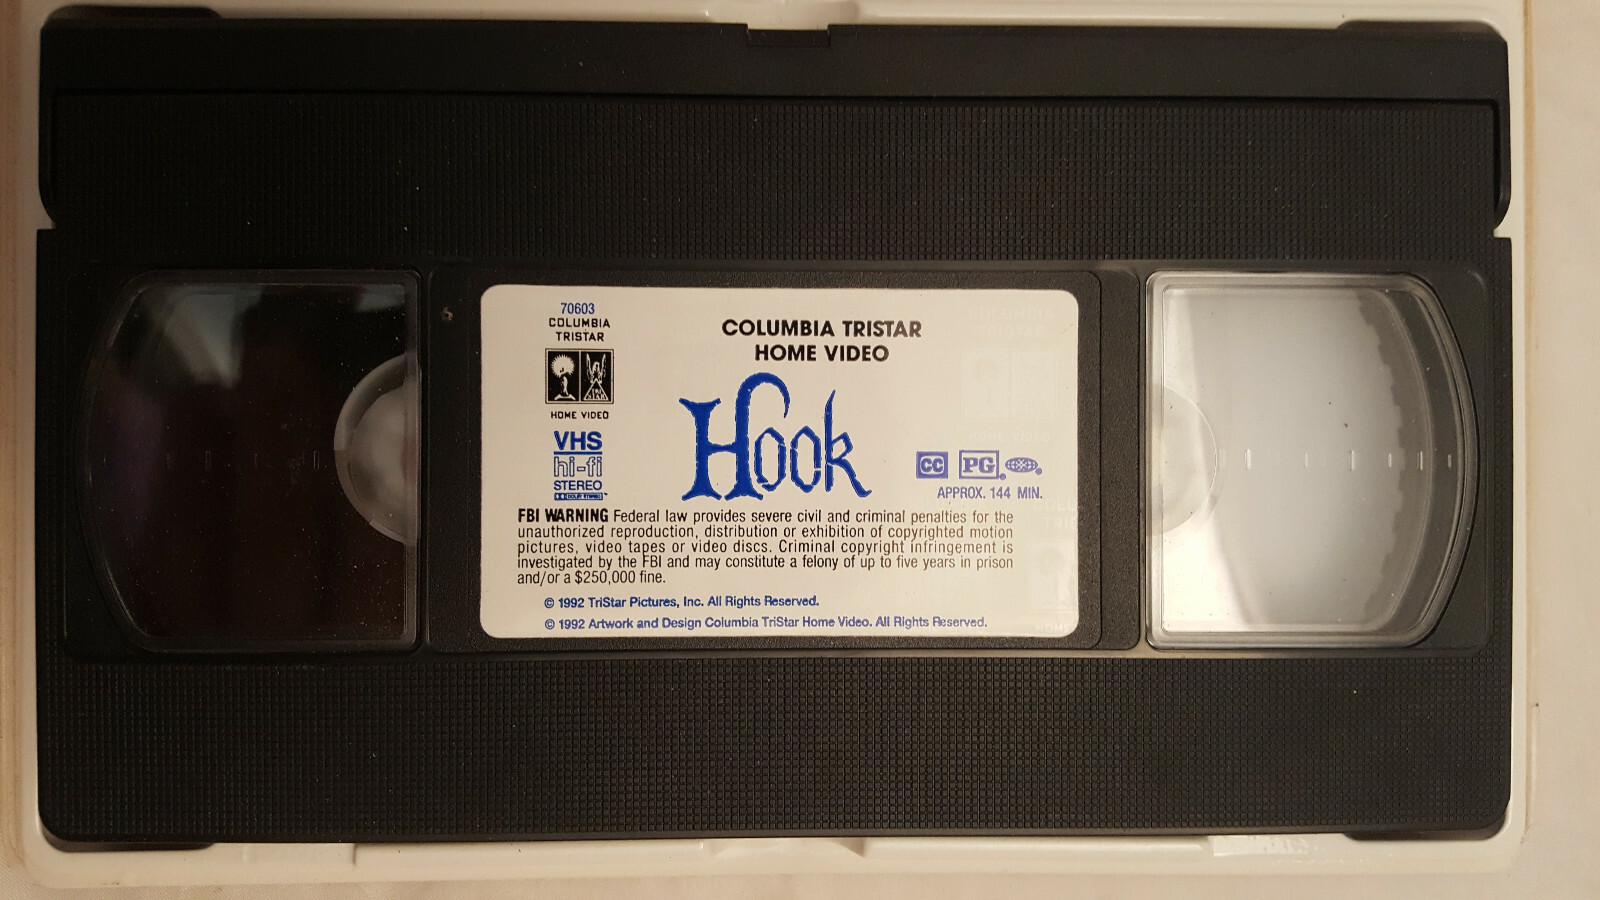 70603
COLUMBIA
TRISTAR
HOME VIDEO
VHS
hi-fi
STEREO
DOLBY STEREO
COLUMBIA TRISTAR
HOME VIDEO
Hook
CC PG
APPROX. 144 MIN.
FBI WARNING Federal law provides severe civil and criminal penalties for the
unauthorized reproduction, distribution or exhibition of copyrighted motion
pictures, video tapes or video discs. Criminal copyright infringement is
investigated by the FBI and may constitute a felony of up to five years in prison
and/or a $250,000 fine.
© 1992 TriStar Pictures, Inc. All Rights Reserved.
© 1992 Artwork and Design Columbia TriStar Home Video. All Rights Reserved.